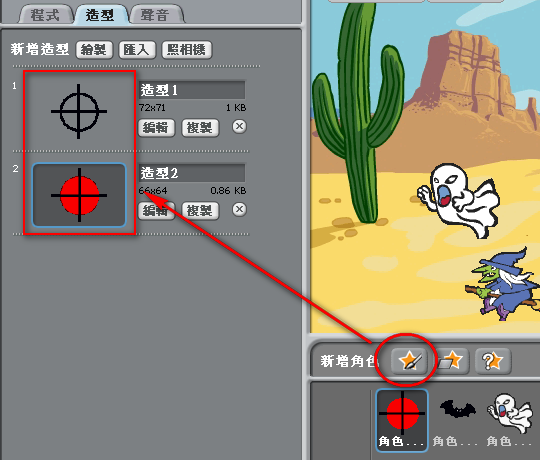 程式 造型 聲音
新增造型 繪製 匯入 照相機
1 造型1
72x71 1 KB
編輯 複製
2 造型2
66x64 0.86 KB
編輯 複製
新增角色
角色... 角色... 角色...